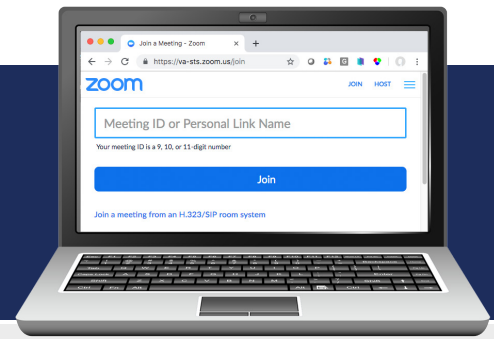 Join a Meeting - Zoom
https://va-sts.zoom.us/join
zoom
JOIN HOST
Meeting ID or Personal Link Name
Your meeting ID is a 9, 10, or 11-digit number
Join
Join a meeting from an H.323/SIP room system